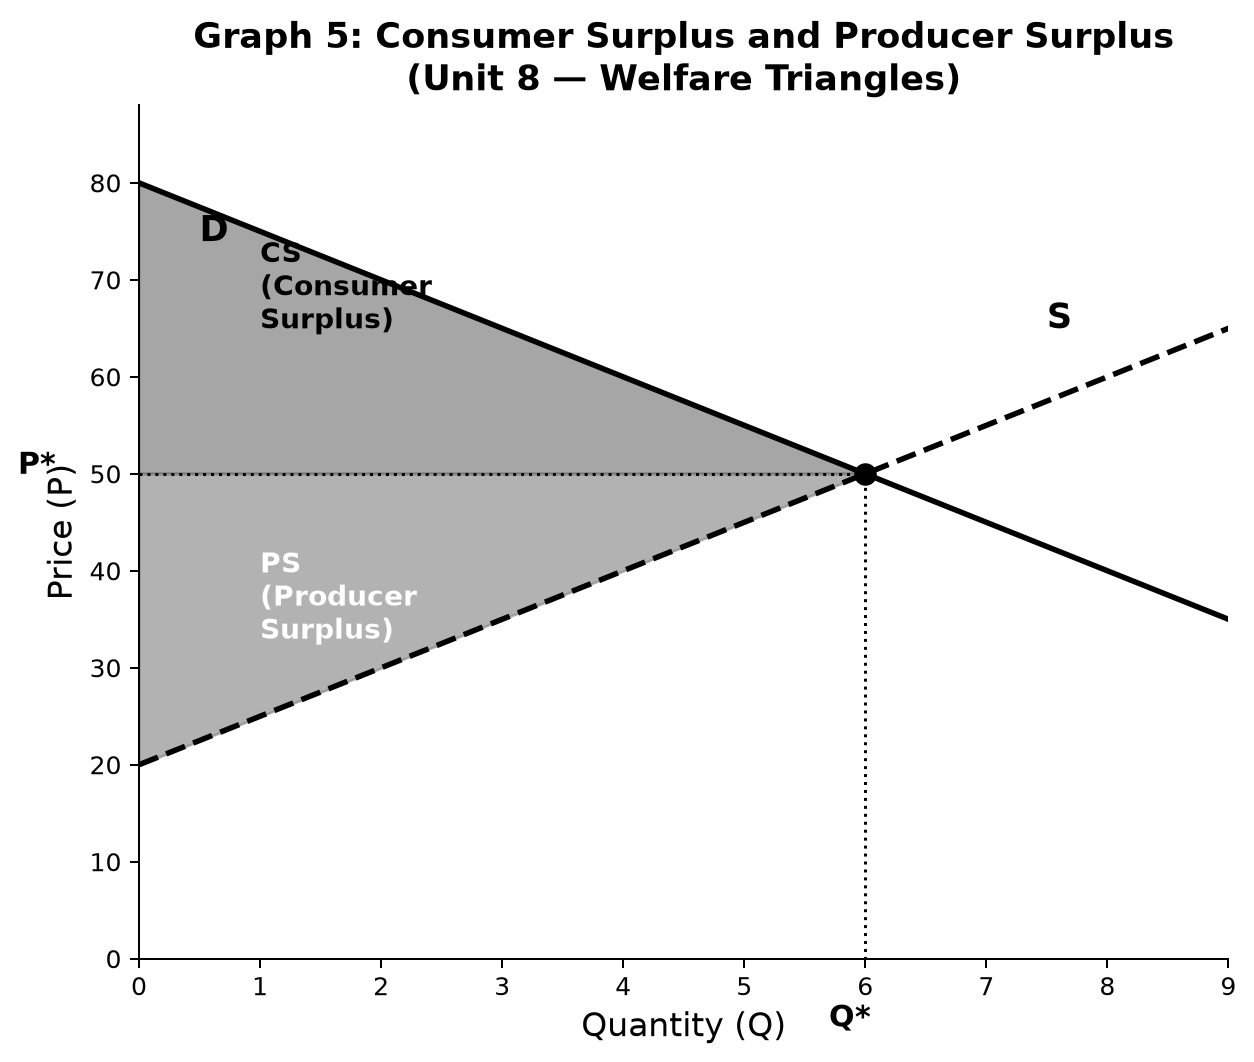 Graph 5: Consumer Surplus and Producer Surplus
(Unit 8 — Welfare Triangles)
80
D
CS
(Consumer
Surplus)
70
S
60
P*
50
Price (P)
PS
(Producer
Surplus)
40
30
20
10
0
0 1 2 3 4 5 6 7 8 9
Quantity (Q)
Q*